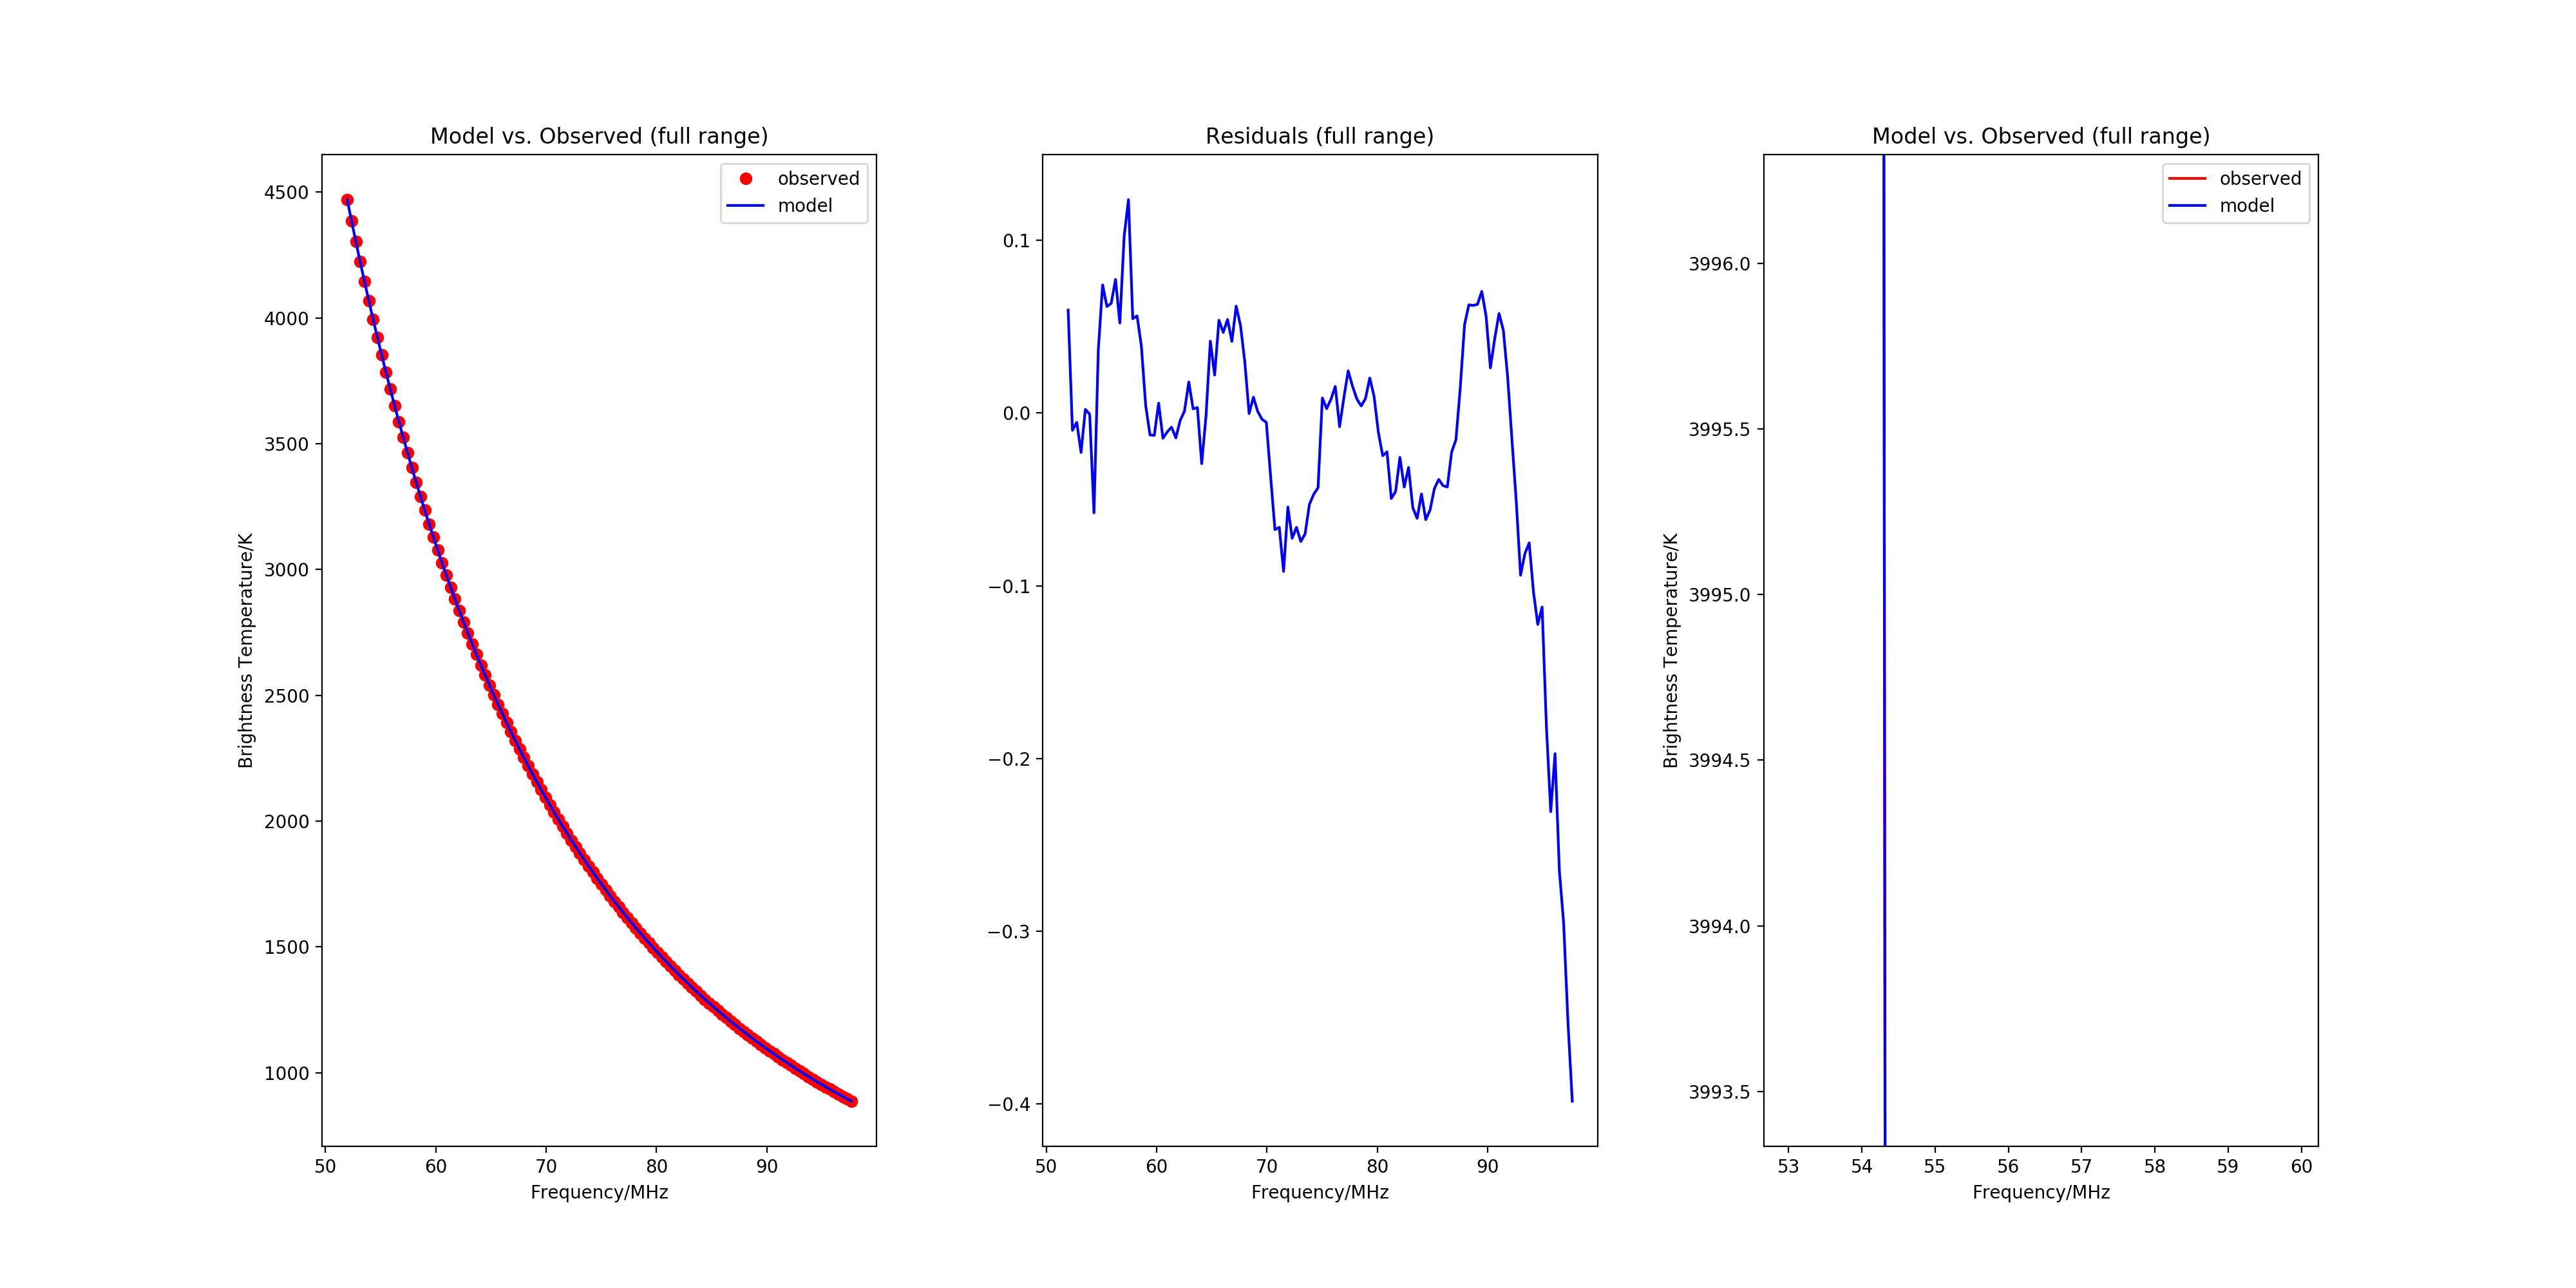 Model vs. Observed (full range)
observed
model
4500
4000
3500
3000
2500
2000
1500
1000
Brightness Temperature/K
50 60 70 80 90
Frequency/MHz
Residuals (full range)
0.1
0.0
−0.1
−0.2
−0.3
−0.4
50 60 70 80 90
Frequency/MHz
Model vs. Observed (full range)
observed
model
3996.0
3995.5
3995.0
3994.5
3994.0
3993.5
Brightness Temperature/K
53 54 55 56 57 58 59 60
Frequency/MHz